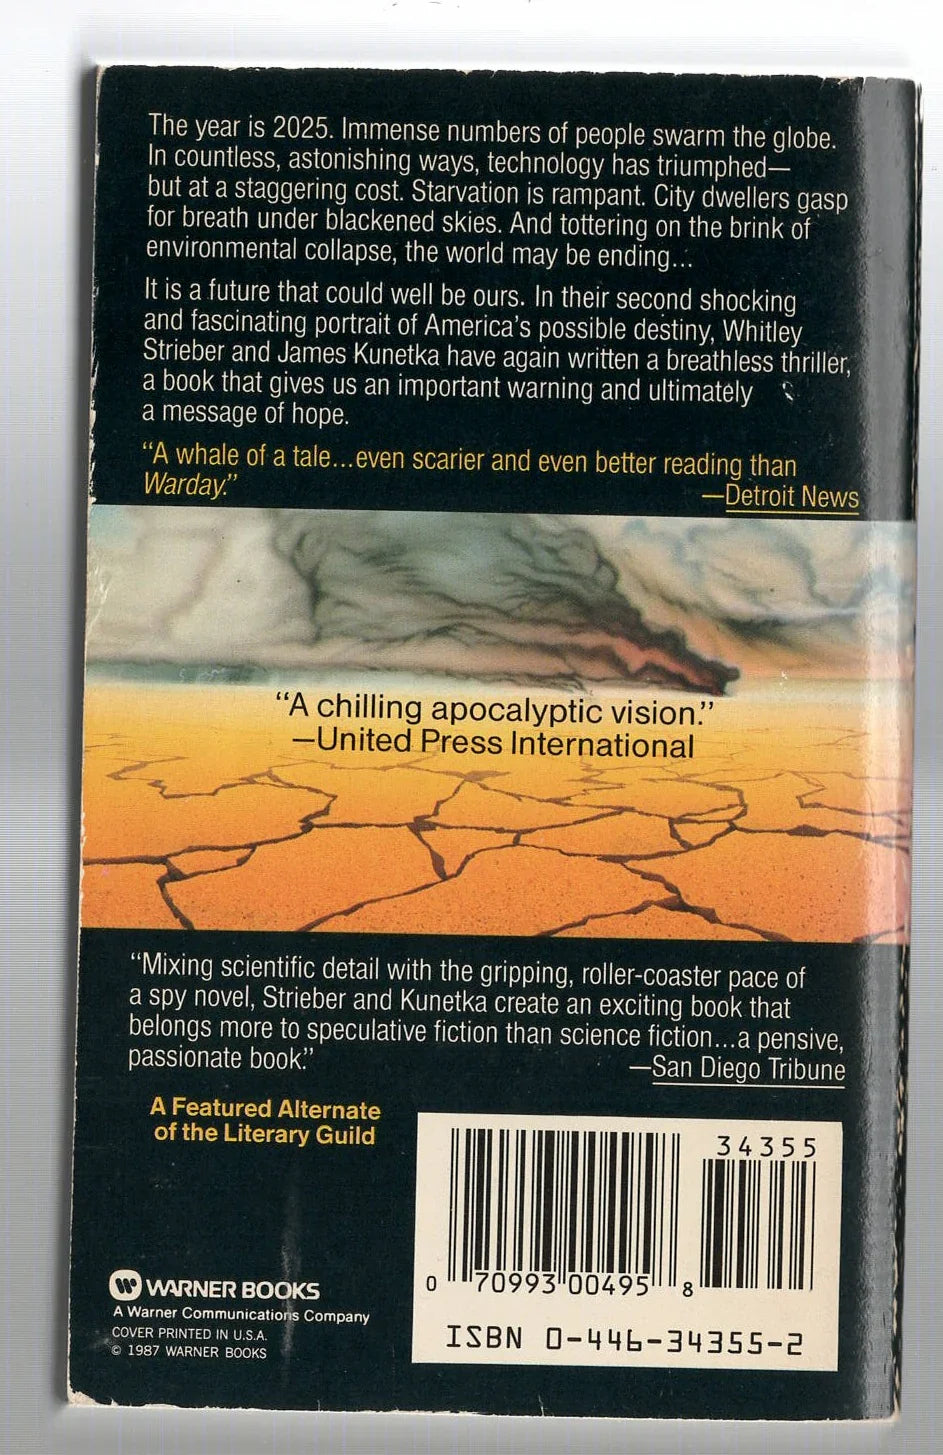 The year is 2025. Immense numbers of people swarm the globe.
In countless, astonishing ways, technology has triumphed—
but at a staggering cost. Starvation is rampant. City dwellers gasp
for breath under blackened skies. And tottering on the brink of
environmental collapse, the world may be ending...
It is a future that could well be ours. In their second shocking
and fascinating portrait of America's possible destiny, Whitley
Strieber and James Kunetka have again written a breathless thriller,
a book that gives us an important warning and ultimately
a message of hope.
“A whale of a tale...even scarier and even better reading than
Warday.”
—Detroit News
“A chilling apocalyptic vision.”
—United Press International
“Mixing scientific detail with the gripping, roller-coaster pace of
a spy novel, Strieber and Kunetka create an exciting book that
belongs more to speculative fiction than science fiction...a pensive,
passionate book.”
—San Diego Tribune
A Featured Alternate
of the Literary Guild
34355
0 70993 00495 8
ISBN 0-446-34355-2
WARNER BOOKS
A Warner Communications Company
COVER PRINTED IN U.S.A.
© 1987 WARNER BOOKS